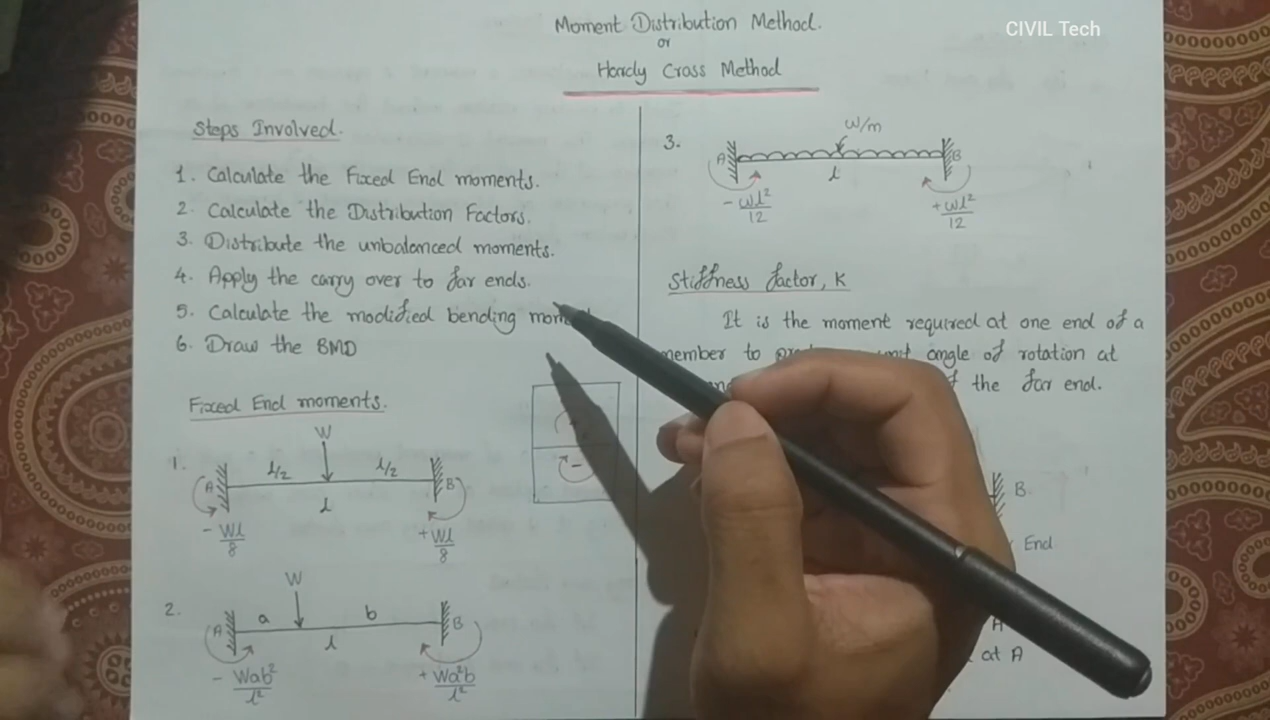 CIVIL Tech
Moment Distribution Method.
or
Hardy Cross Method
Steps Involved.
1. Calculate the Fixed End moments.
2. Calculate the Distribution Factors.
3. Distribute the unbalanced moments.
4. Apply the carry over to far ends.
5. Calculate the modified bending
6. Draw the BMD
Fixed End moments.
1.
W
l/2 l/2
A B
l
- Wl/8 + Wl/8
2.
W
a b
A B
l
- Wab²/l² + Wa²b/l²
-
3.
W/m
A B
l
- Wl²/12 + Wl²/12
Stiffness factor, K
It is the moment required at one end of a
member to angle of rotation at
the far end.
B
End
A
at A